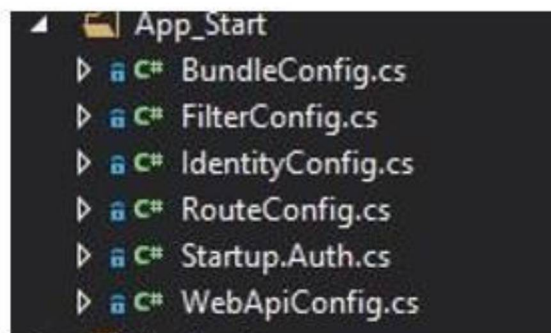 App_Start
C# BundleConfig.cs
C# FilterConfig.cs
C# IdentityConfig.cs
C# RouteConfig.cs
C# Startup.Auth.cs
C# WebApiConfig.cs